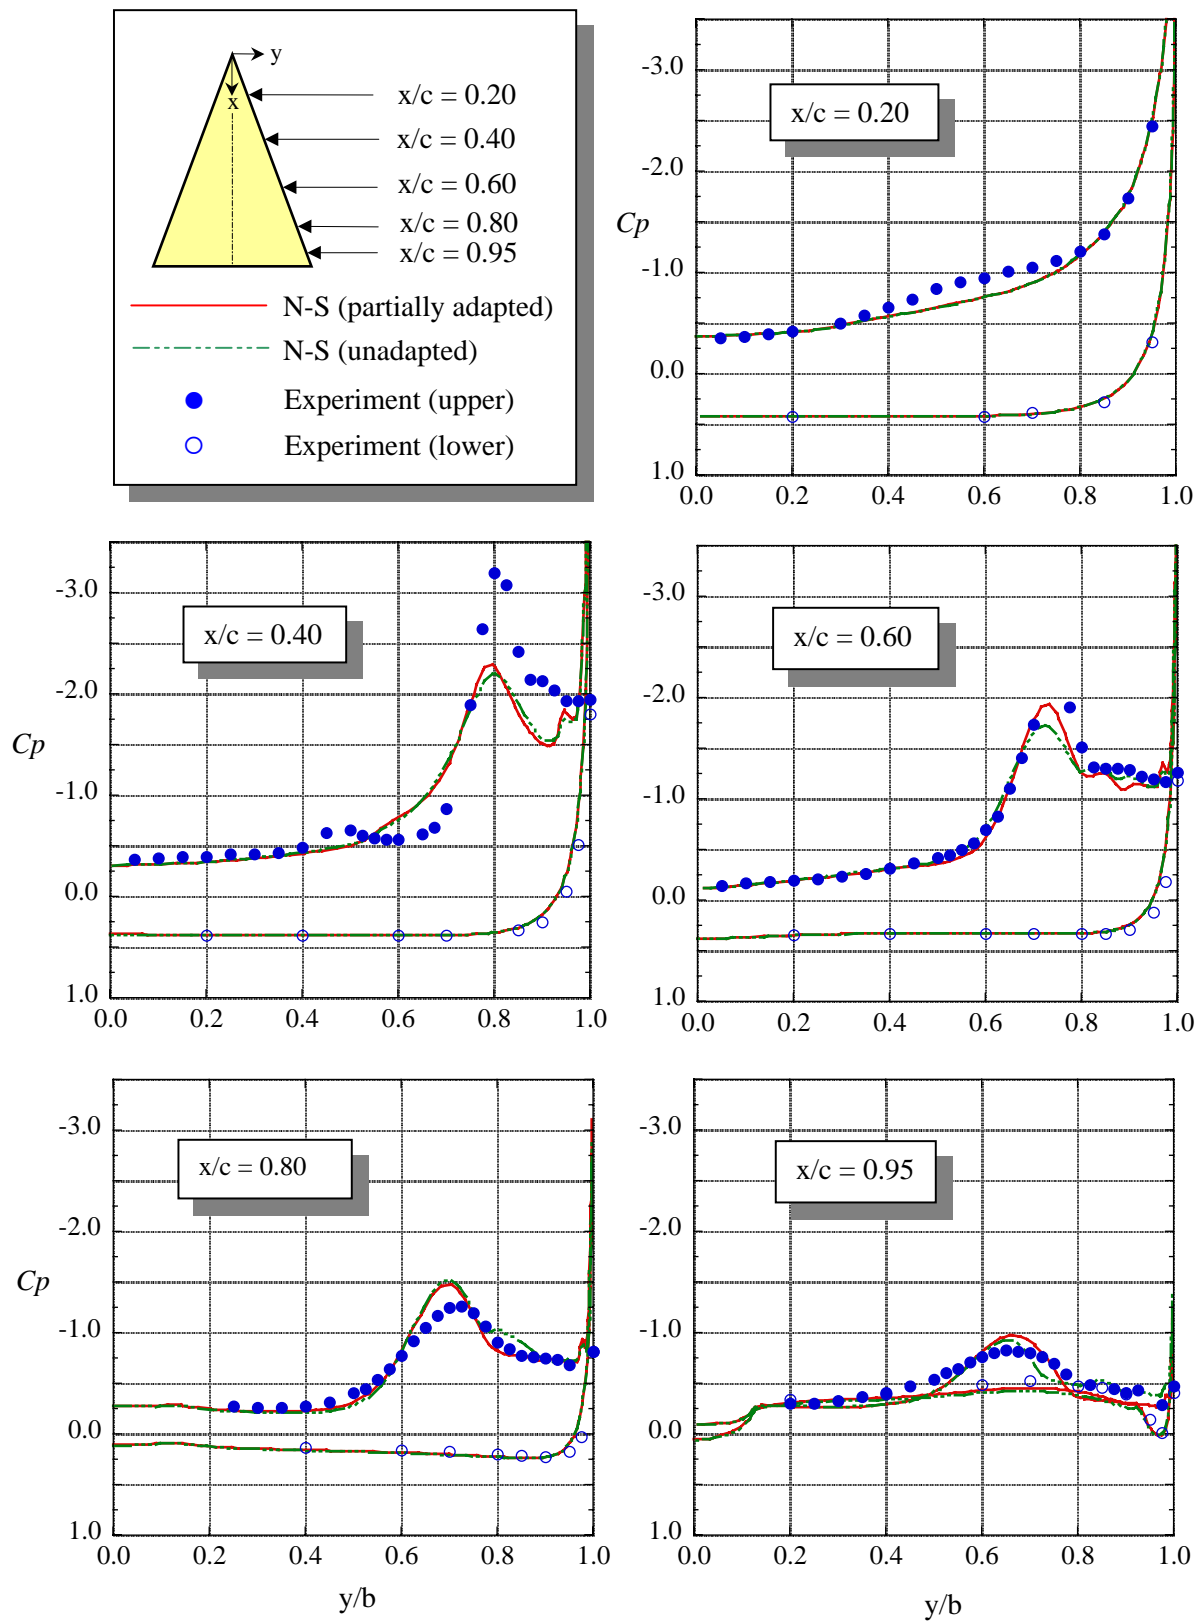 y
x
x/c = 0.20
x/c = 0.40
x/c = 0.60
x/c = 0.80
x/c = 0.95
N-S (partially adapted)
N-S (unadapted)
Experiment (upper)
Experiment (lower)
x/c = 0.20
-3.0
-2.0
Cp
-1.0
0.0
1.0
0.0 0.2 0.4 0.6 0.8 1.0
x/c = 0.40
-3.0
-2.0
Cp
-1.0
0.0
1.0
0.0 0.2 0.4 0.6 0.8 1.0
x/c = 0.60
-3.0
-2.0
-1.0
0.0
1.0
0.0 0.2 0.4 0.6 0.8 1.0
x/c = 0.80
-3.0
-2.0
Cp
-1.0
0.0
1.0
0.0 0.2 0.4 0.6 0.8 1.0
y/b
x/c = 0.95
-3.0
-2.0
-1.0
0.0
1.0
0.0 0.2 0.4 0.6 0.8 1.0
y/b